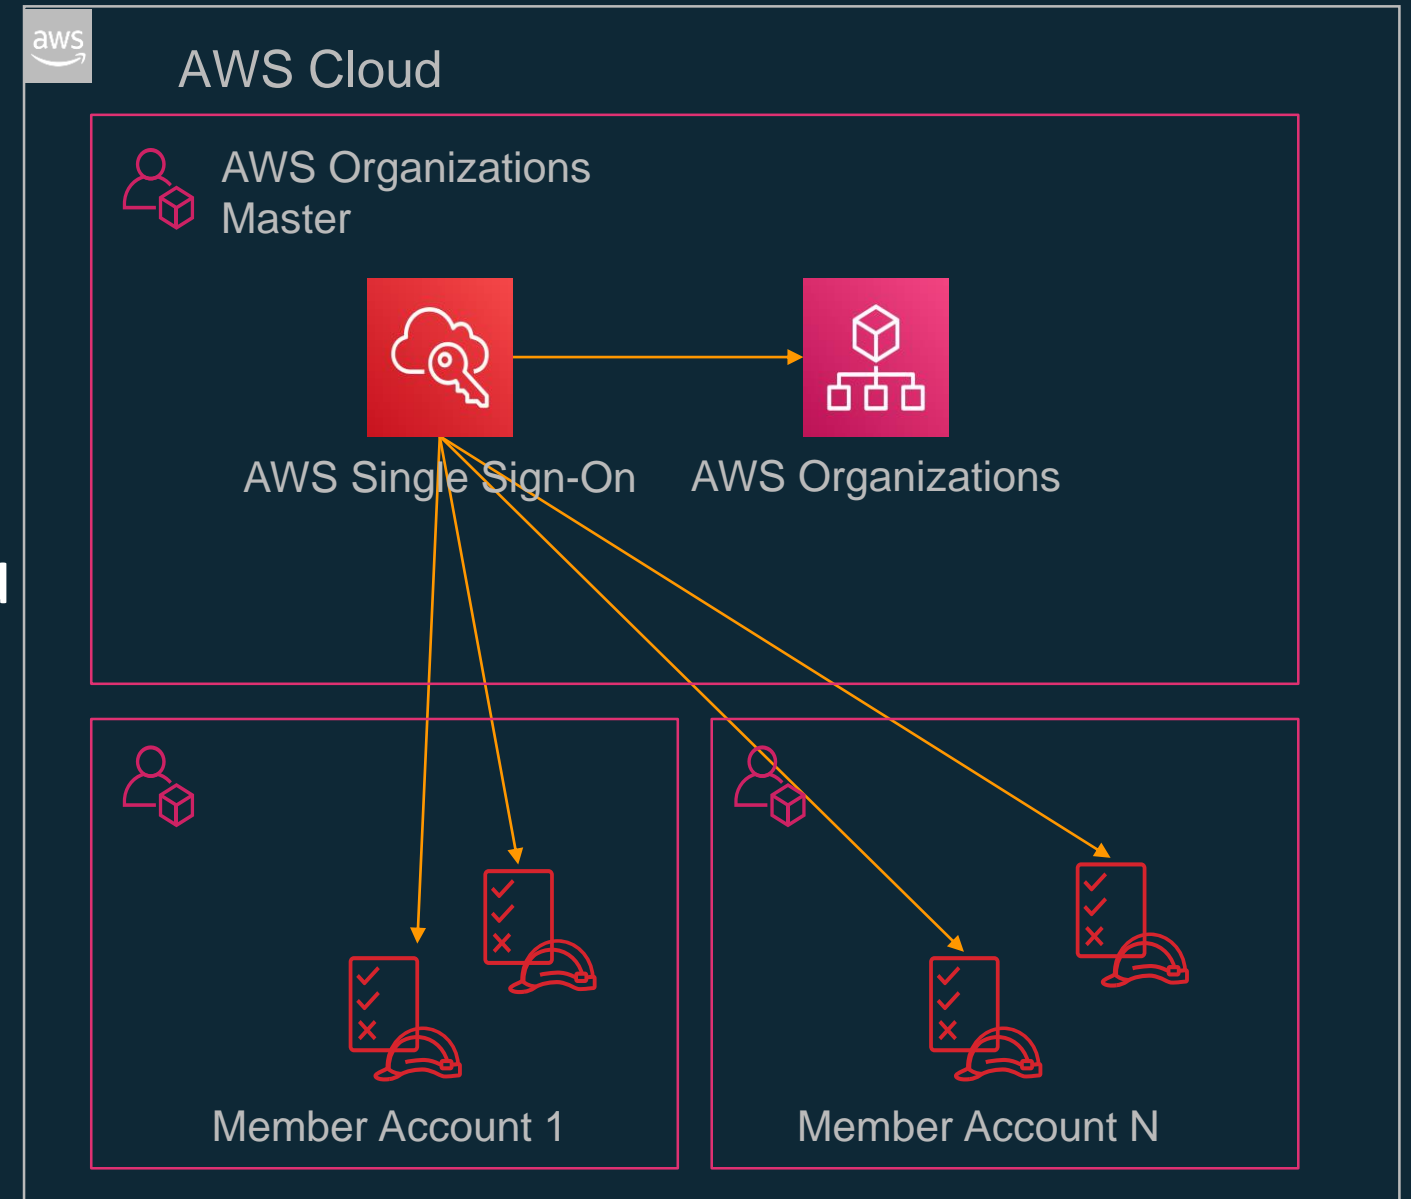 aws
AWS Cloud
AWS Organizations
Master
AWS Single Sign-On
AWS Organizations
Member Account 1
Member Account N